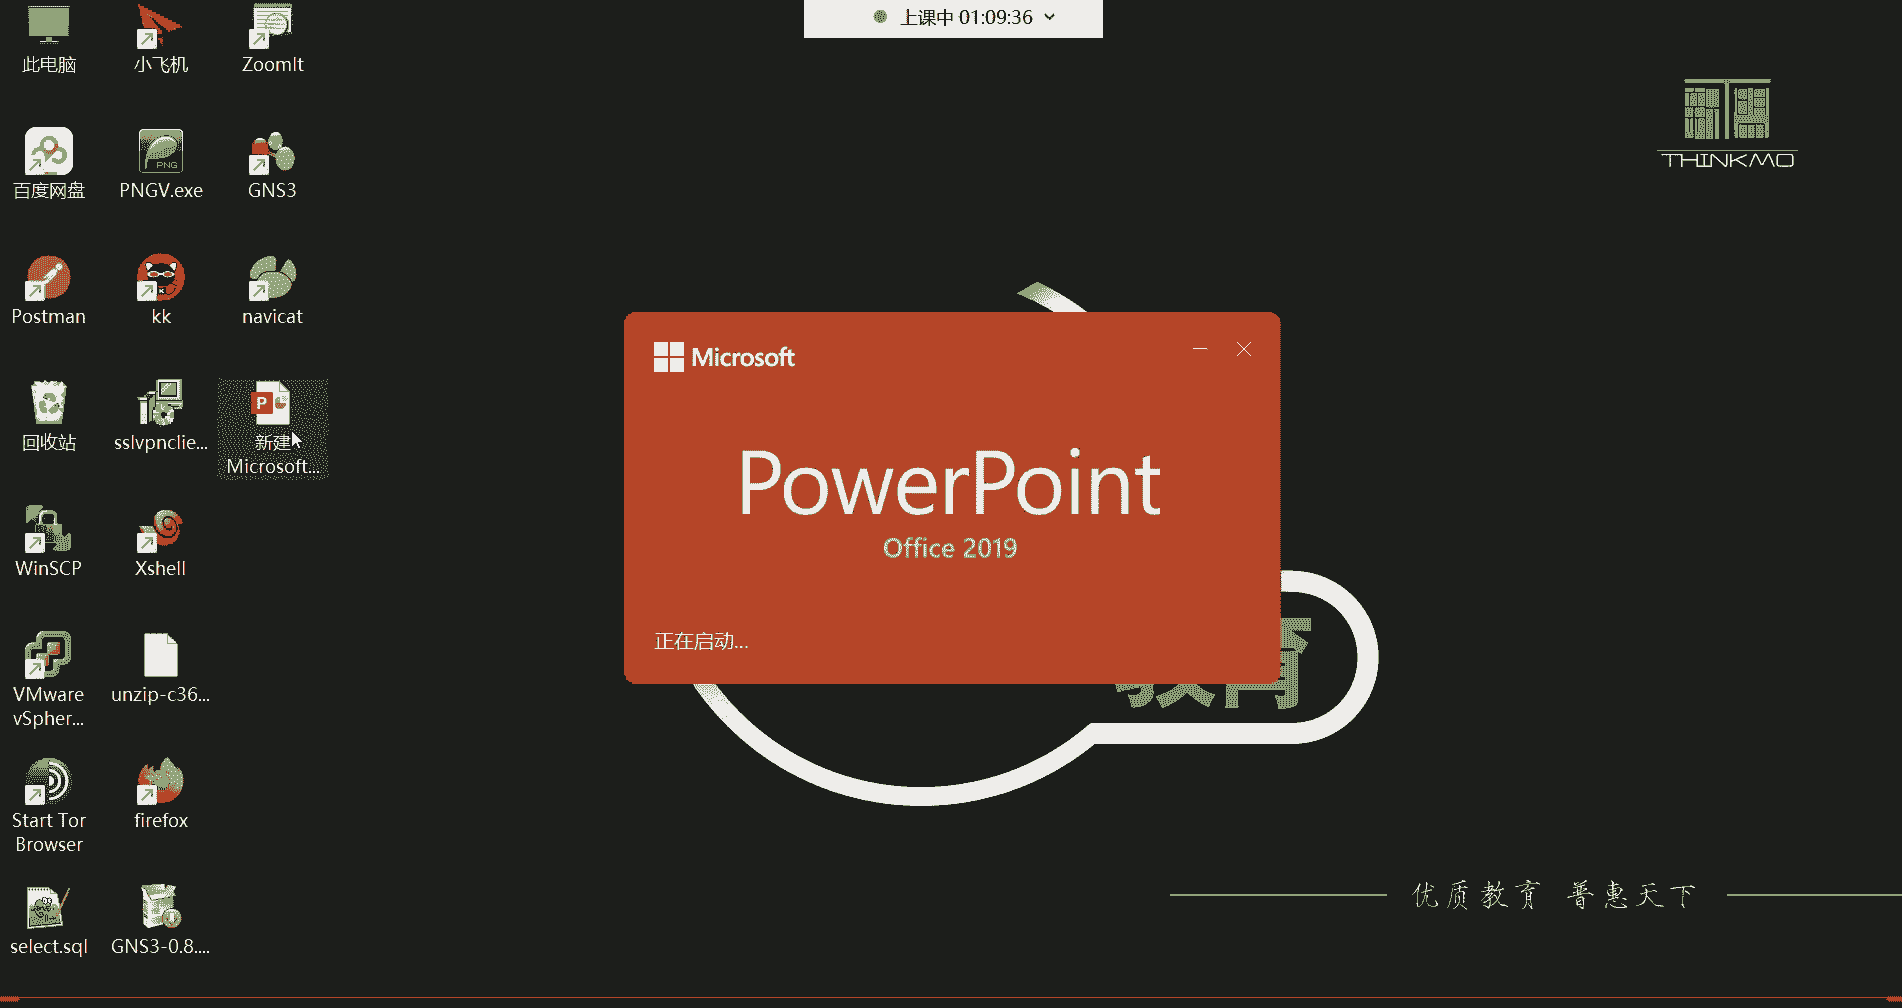 上课中 01:09:36
此电脑
小飞机
ZoomIt
THINKMO
百度网盘
PNG
PNGV.exe
GNS3
Postman
kk
navicat
回收站
sslvpnclie...
P
新建
Microsoft...
Microsoft
PowerPoint
Office 2019
正在启动...
WinSCP
Xshell
VMware
vSpher...
unzip-c36...
教育
Start Tor
Browser
firefox
优质教育 普惠天下
select.sql
GNS3-0.8....